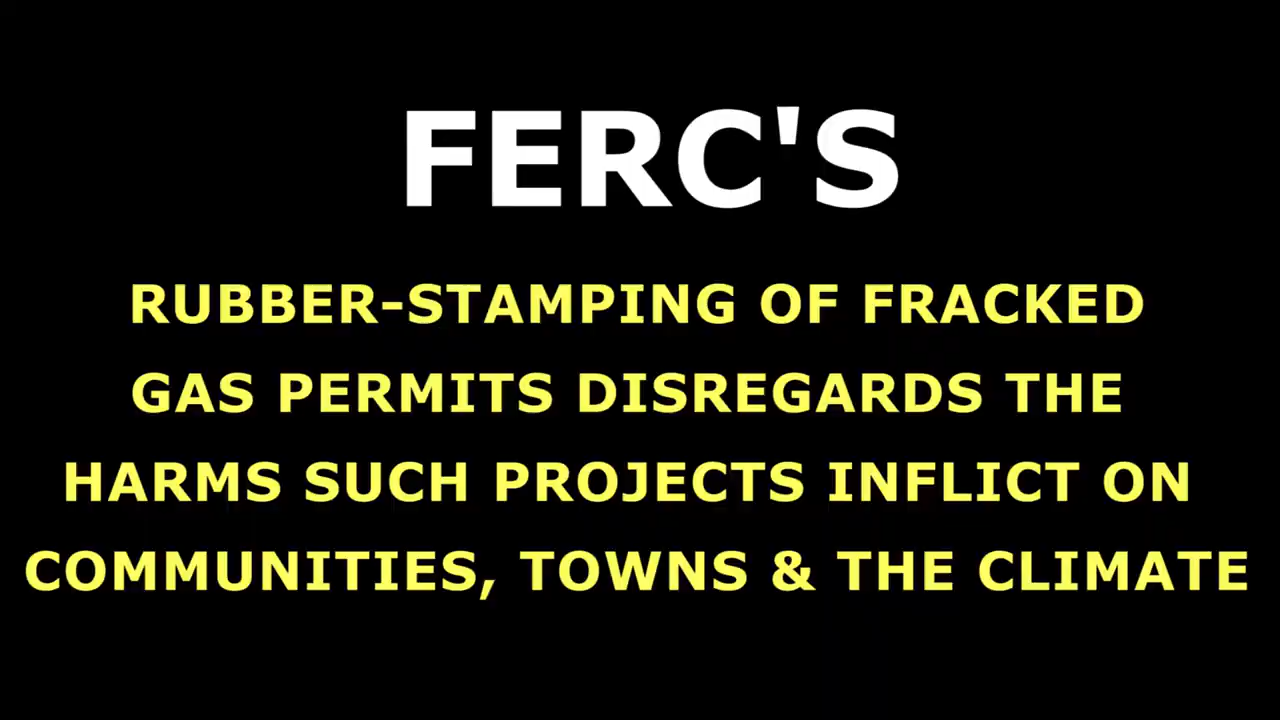 FERC'S
RUBBER-STAMPING OF FRACKED
GAS PERMITS DISREGARDS THE
HARMS SUCH PROJECTS INFLICT ON
COMMUNITIES, TOWNS & THE CLIMATE